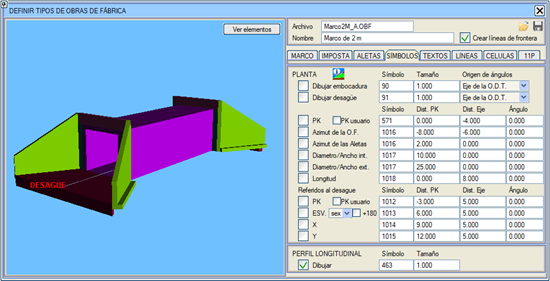 DEFINIR TIPOS DE OBRAS DE FÁBRICA
Ver elementos
DESAGUE
Archivo Marco2M_A.OBF
Nombre Marco de 2 m Crear líneas de frontera
MARCO IMPOSTA ALETAS SÍMBOLOS TEXTOS LÍNEAS CELULAS 11P
PLANTA Símbolo Tamaño Origen de ángulos
Dibujar embocadura 90 1.000 Eje de la O.D.T.
Dibujar desagüe 91 1.000 Eje de la O.D.T.
Símbolo Dist. PK Dist. Eje Ángulo
PK PK usuario 571 0.000 -4.000 0.000
Azimut de la O.F. 1016 -8.000 -6.000 0.000
Azimut de las Aletas 1016 2.000 0.000 0.000
Diametro/Ancho int. 1017 10.000 0.000 0.000
Diametro/Ancho ext. 1017 25.000 0.000 0.000
Longitud 1018 0.000 8.000 0.000
Referidos al desague Símbolo Dist. PK Dist. Eje Ángulo
PK PK usuario 1012 -3.000 5.000 0.000
ESV. sex +180 1013 6.000 5.000 0.000
X 1014 9.000 5.000 0.000
Y 1015 12.000 5.000 0.000
PERFIL LONGITUDINAL Símbolo Tamaño
Dibujar 463 1.000